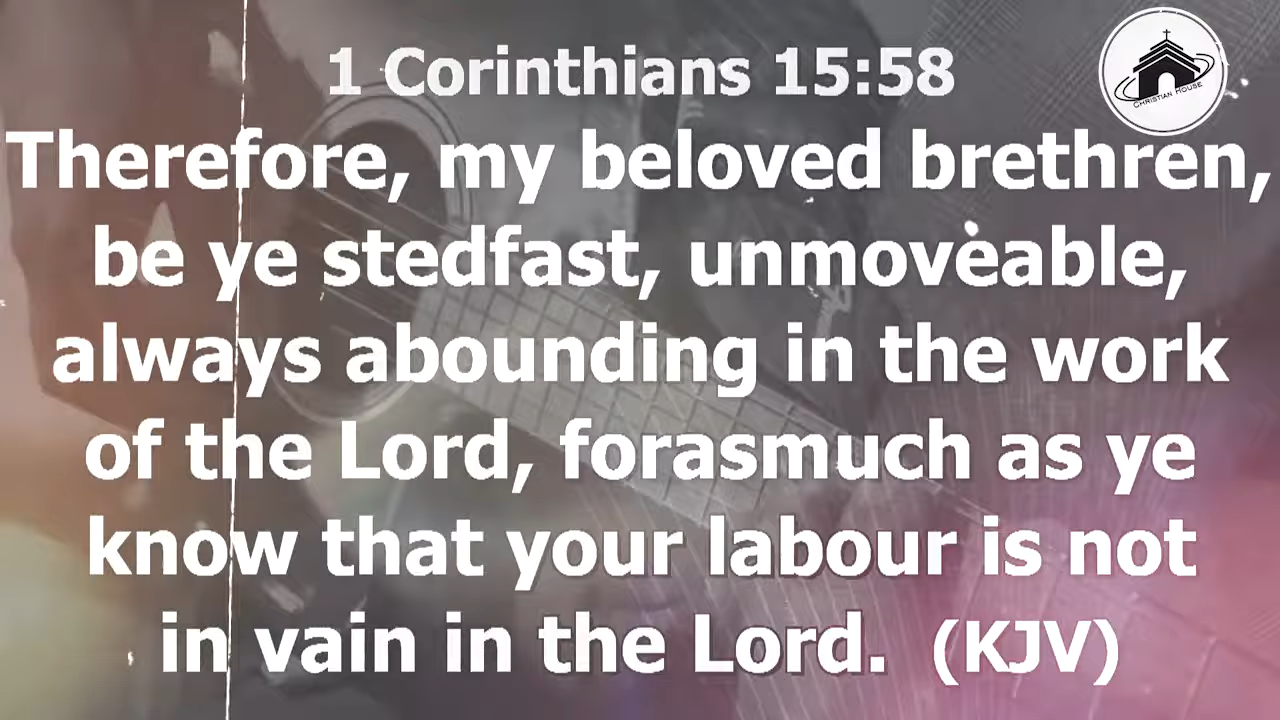 1 Corinthians 15:58
CHRISTIAN HOUSE
Therefore, my beloved brethren,
be ye stedfast, unmoveable,
always abounding in the work
of the Lord, forasmuch as ye
know that your labour is not
in vain in the Lord. (KJV)